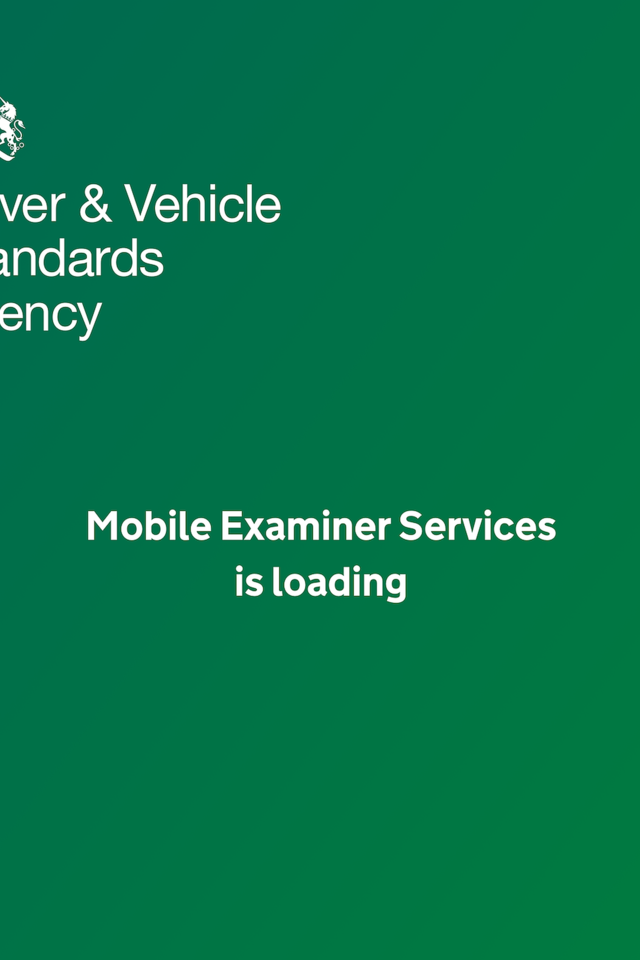 ver & Vehicle
andards
ency
Mobile Examiner Services
is loading